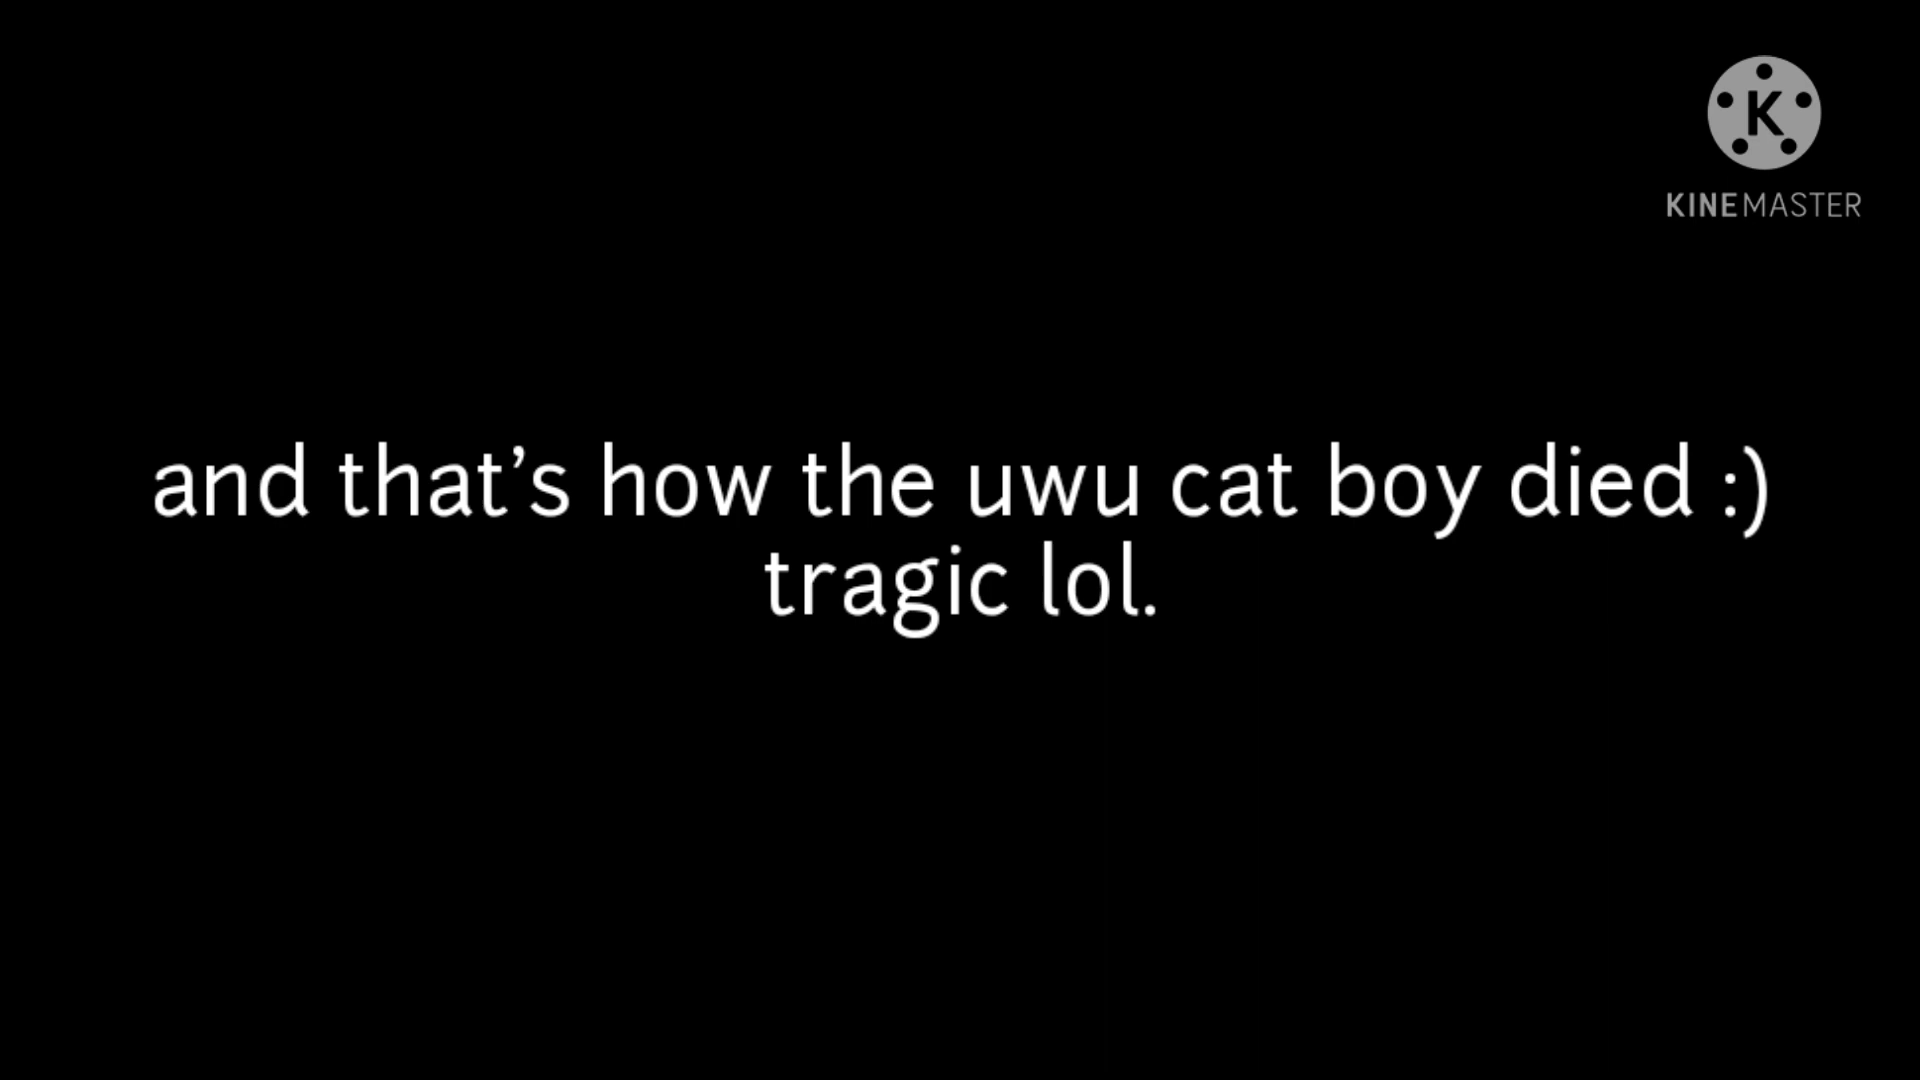 K
KINEMASTER
and that’s how the uwu cat boy died :)
tragic lol.